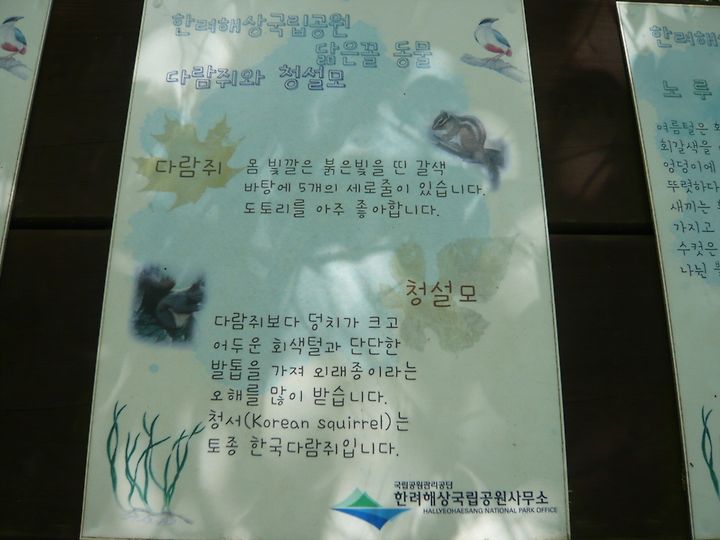 한려해상국립공원
닮은꼴 동물
다람쥐와 청설모
다람쥐
몸 빛깔은 붉은빛을 띤 갈색
바탕에 5개의 세로줄이 있습니다.
도토리를 아주 좋아합니다.
청설모
다람쥐보다 덩치가 크고
어두운 회색털과 단단한
발톱을 가져 외래종이라는
오해를 많이 받습니다.
청서(Korean squirrel)는
토종 한국다람쥐입니다.
국립공원관리공단
한려해상국립공원사무소
HALLYEOHAESANG NATIONAL PARK OFFICE
한려해상
노루
여름털은
회갈색을
엉덩이에
뚜렷하다
새끼는
가지고
수컷은
나뉜